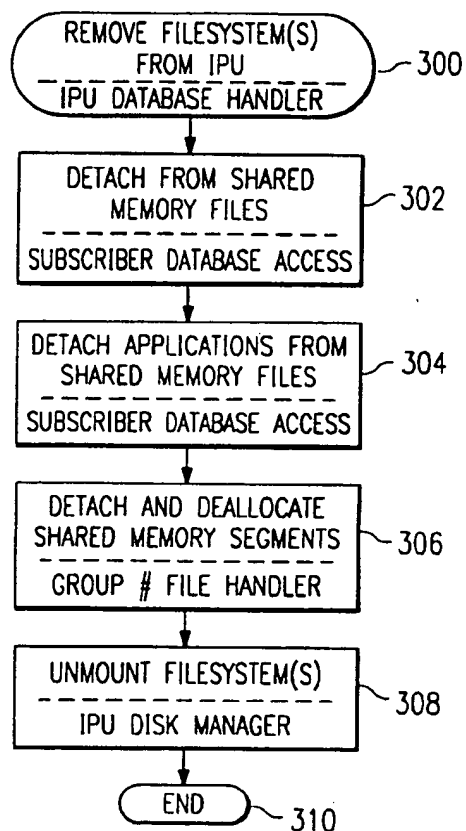 REMOVE FILESYSTEM(S)
FROM IPU
IPU DATABASE HANDLER
300
DETACH FROM SHARED
MEMORY FILES
SUBSCRIBER DATABASE ACCESS
302
DETACH APPLICATIONS FROM
SHARED MEMORY FILES
SUBSCRIBER DATABASE ACCESS
304
DETACH AND DEALLOCATE
SHARED MEMORY SEGMENTS
GROUP # FILE HANDLER
306
UNMOUNT FILESYSTEM(S)
IPU DISK MANAGER
308
END
310